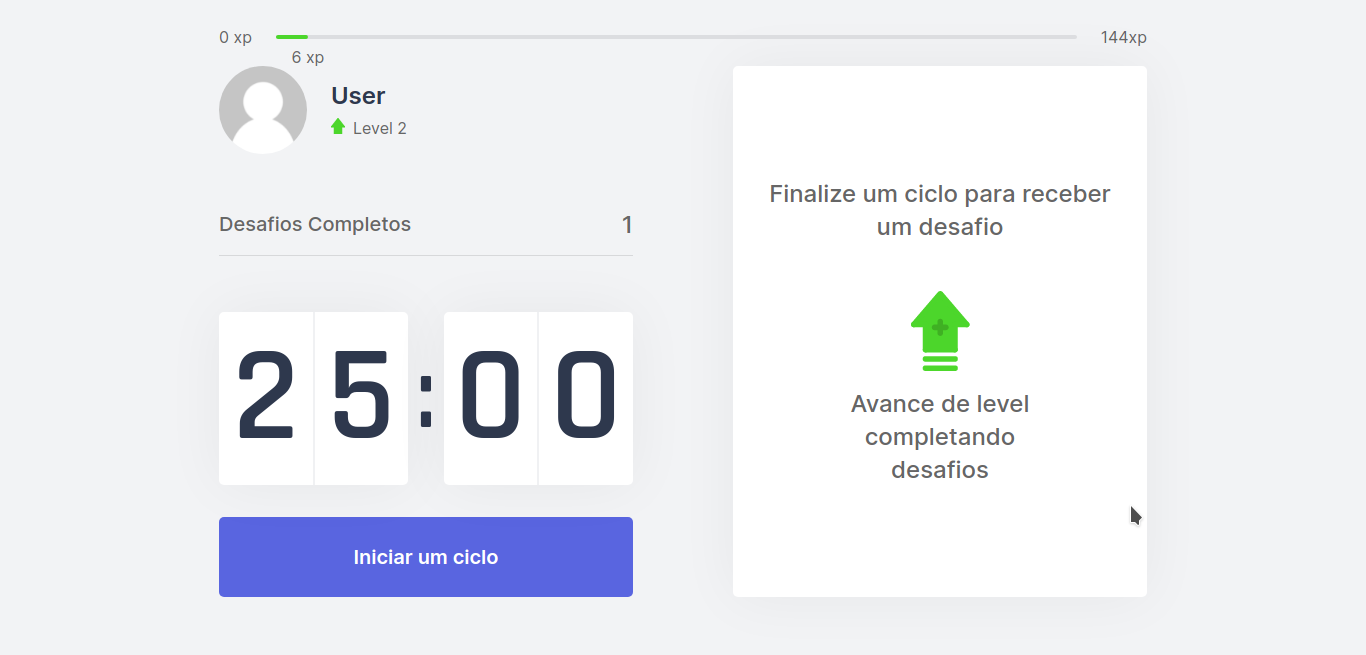 0 xp
144xp
6 xp
User
Level 2
Desafios Completos 1
25:00
Iniciar um ciclo
Finalize um ciclo para receber
um desafio
Avance de level
completando
desafios